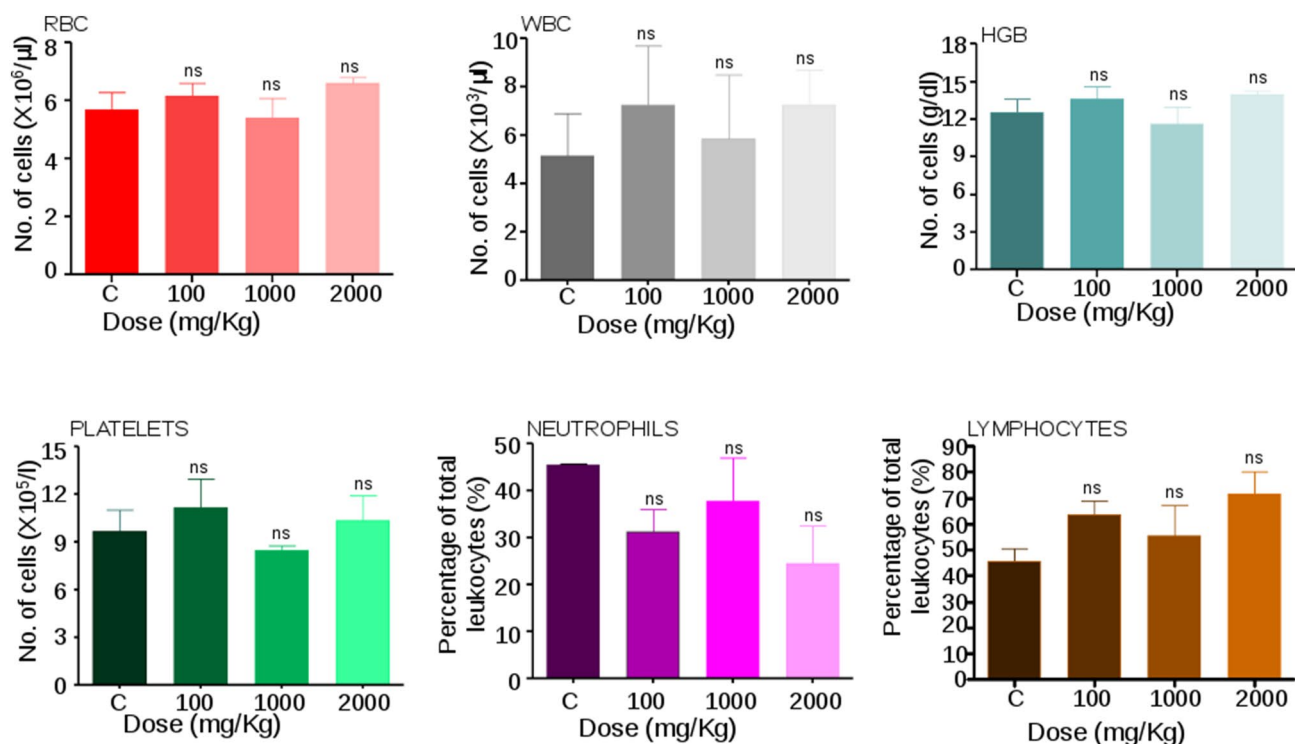 RBC
No. of cells (X10⁶/µl)
8
6
4
2
0
ns
ns
ns
C 100 1000 2000
Dose (mg/Kg)
WBC
No. of cells (X10³/µl)
10
8
6
4
2
0
ns
ns
ns
C 100 1000 2000
Dose (mg/Kg)
HGB
No. of cells (g/dl)
18
15
12
9
6
3
0
ns
ns
ns
C 100 1000 2000
Dose (mg/Kg)
PLATELETS
No. of cells (X10⁵/l)
15
12
9
6
3
0
ns
ns
ns
C 100 1000 2000
Dose (mg/Kg)
NEUTROPHILS
Percentage of total
leukocytes (%)
50
40
30
20
10
0
ns
ns
ns
C 100 1000 2000
Dose (mg/Kg)
LYMPHOCYTES
Percentage of total
leukocytes (%)
90
80
70
60
50
40
30
20
10
0
ns
ns
ns
C 100 1000 2000
Dose (mg/Kg)